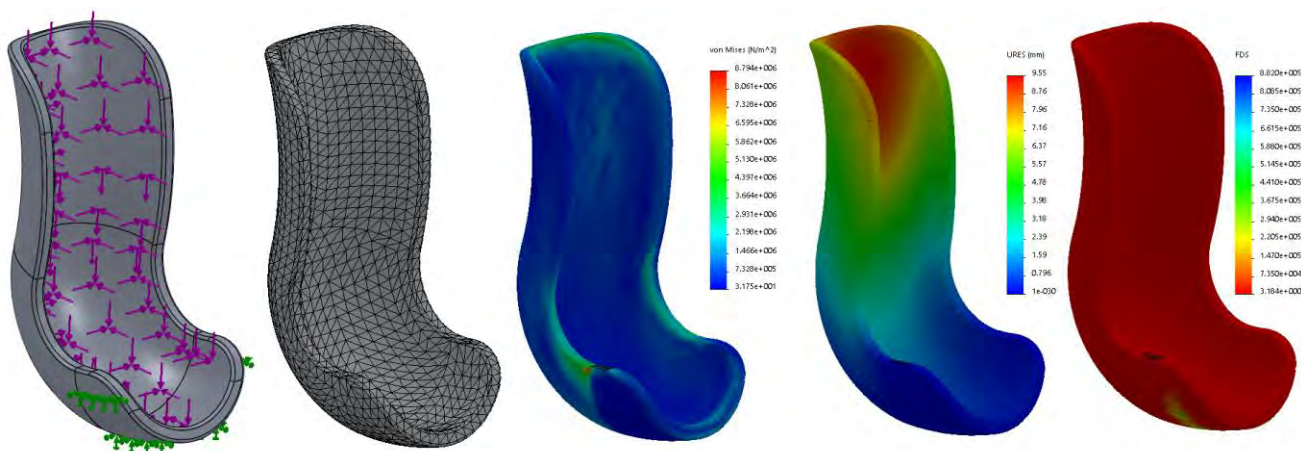 von Mises (N/m^2)
8.794e+006
8.061e+006
7.328e+006
6.595e+006
5.862e+006
5.130e+006
4.397e+006
3.664e+006
2.931e+006
2.198e+006
1.466e+006
7.328e+005
3.175e+001
URES (mm)
9.55
8.76
7.96
7.16
5.57
4.78
3.98
3.18
2.39
1.59
0.796
1e-030
FDS
8.820e+005
8.085e+005
7.350e+005
6.615e+005
5.880e+005
5.145e+005
4.410e+005
3.675e+005
2.940e+005
2.205e+005
1.470e+005
7.350e+004
3.184e+000